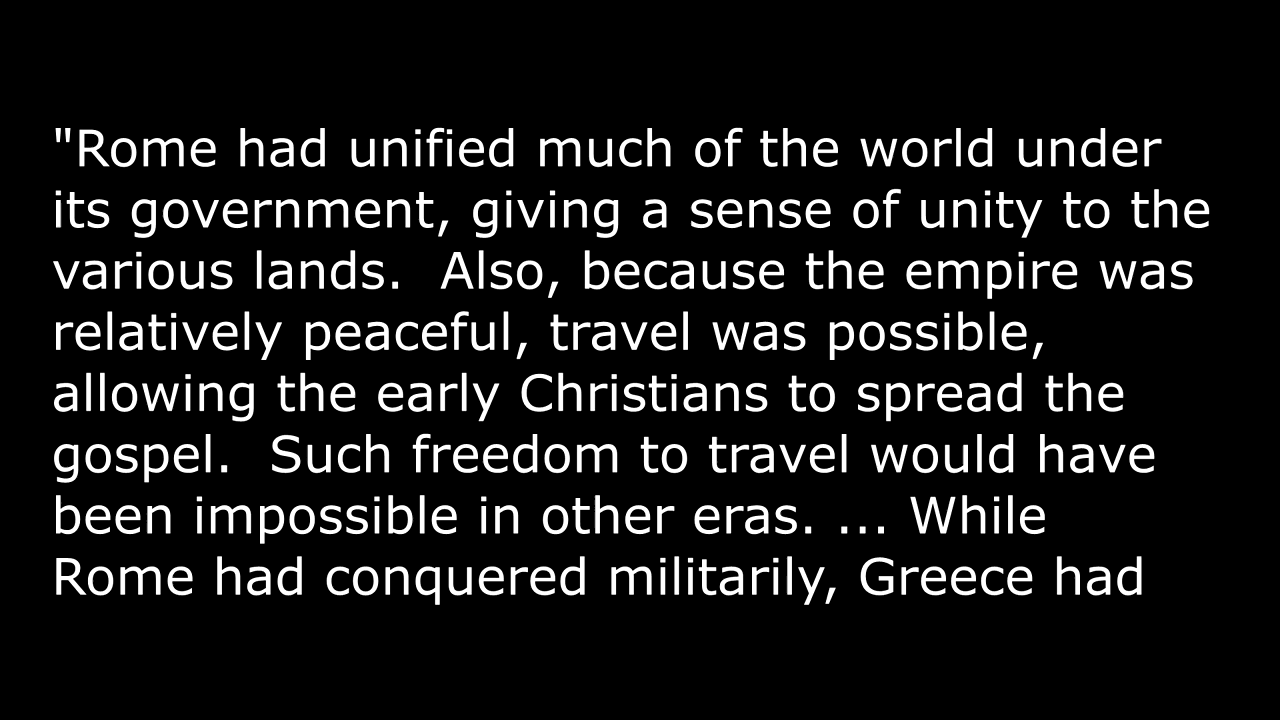 "Rome had unified much of the world under
its government, giving a sense of unity to the
various lands.  Also, because the empire was
relatively peaceful, travel was possible,
allowing the early Christians to spread the
gospel.  Such freedom to travel would have
been impossible in other eras. ... While
Rome had conquered militarily, Greece had